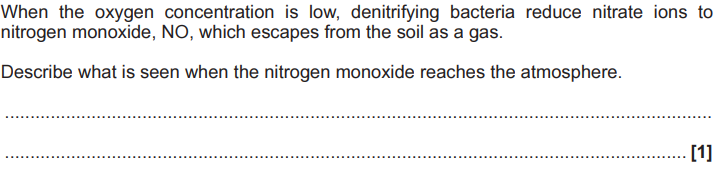 When the oxygen concentration is low, denitrifying bacteria reduce nitrate ions to
nitrogen monoxide, NO, which escapes from the soil as a gas.
Describe what is seen when the nitrogen monoxide reaches the atmosphere.
[1]